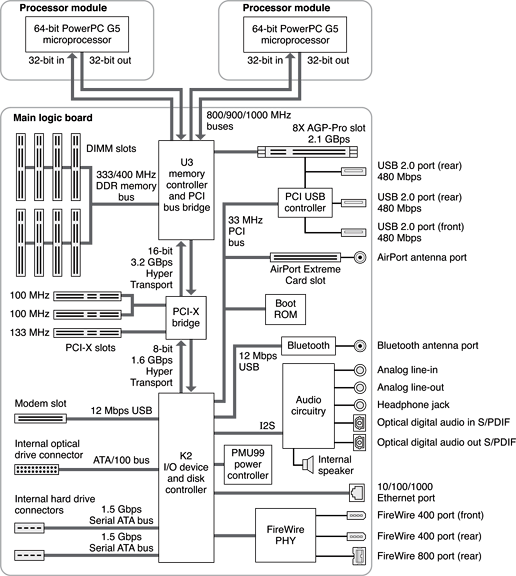 Processor module
Processor module
64-bit PowerPC G5
microprocessor
64-bit PowerPC G5
microprocessor
32-bit in
32-bit out
32-bit in
32-bit out
Main logic board
800/900/1000 MHz
buses
DIMM slots
8X AGP-Pro slot
2.1 GBps
U3
memory
controller
and PCI
bus bridge
333/400 MHz
DDR memory
bus
USB 2.0 port (rear)
480 Mbps
PCI USB
controller
USB 2.0 port (rear)
480 Mbps
33 MHz
PCI
bus
USB 2.0 port (front)
480 Mbps
16-bit
3.2 GBps
Hyper
Transport
AirPort antenna port
AirPort Extreme
Card slot
100 MHz
100 MHz
133 MHz
PCI-X slots
PCI-X
bridge
Boot
ROM
8-bit
1.6 GBps
Hyper
Transport
12 Mbps
USB
Bluetooth
Bluetooth antenna port
Analog line-in
Analog line-out
Headphone jack
Optical digital audio in S/PDIF
Optical digital audio out S/PDIF
Audio
circuitry
I2S
Internal
speaker
Modem slot
12 Mbps USB
K2
I/O device
and disk
controller
Internal optical
drive connector
ATA/100 bus
PMU99
power
controller
10/100/1000
Ethernet port
Internal hard drive
connectors
1.5 Gbps
Serial ATA bus
1.5 Gbps
Serial ATA bus
FireWire
PHY
FireWire 400 port (front)
FireWire 400 port (rear)
FireWire 800 port (rear)